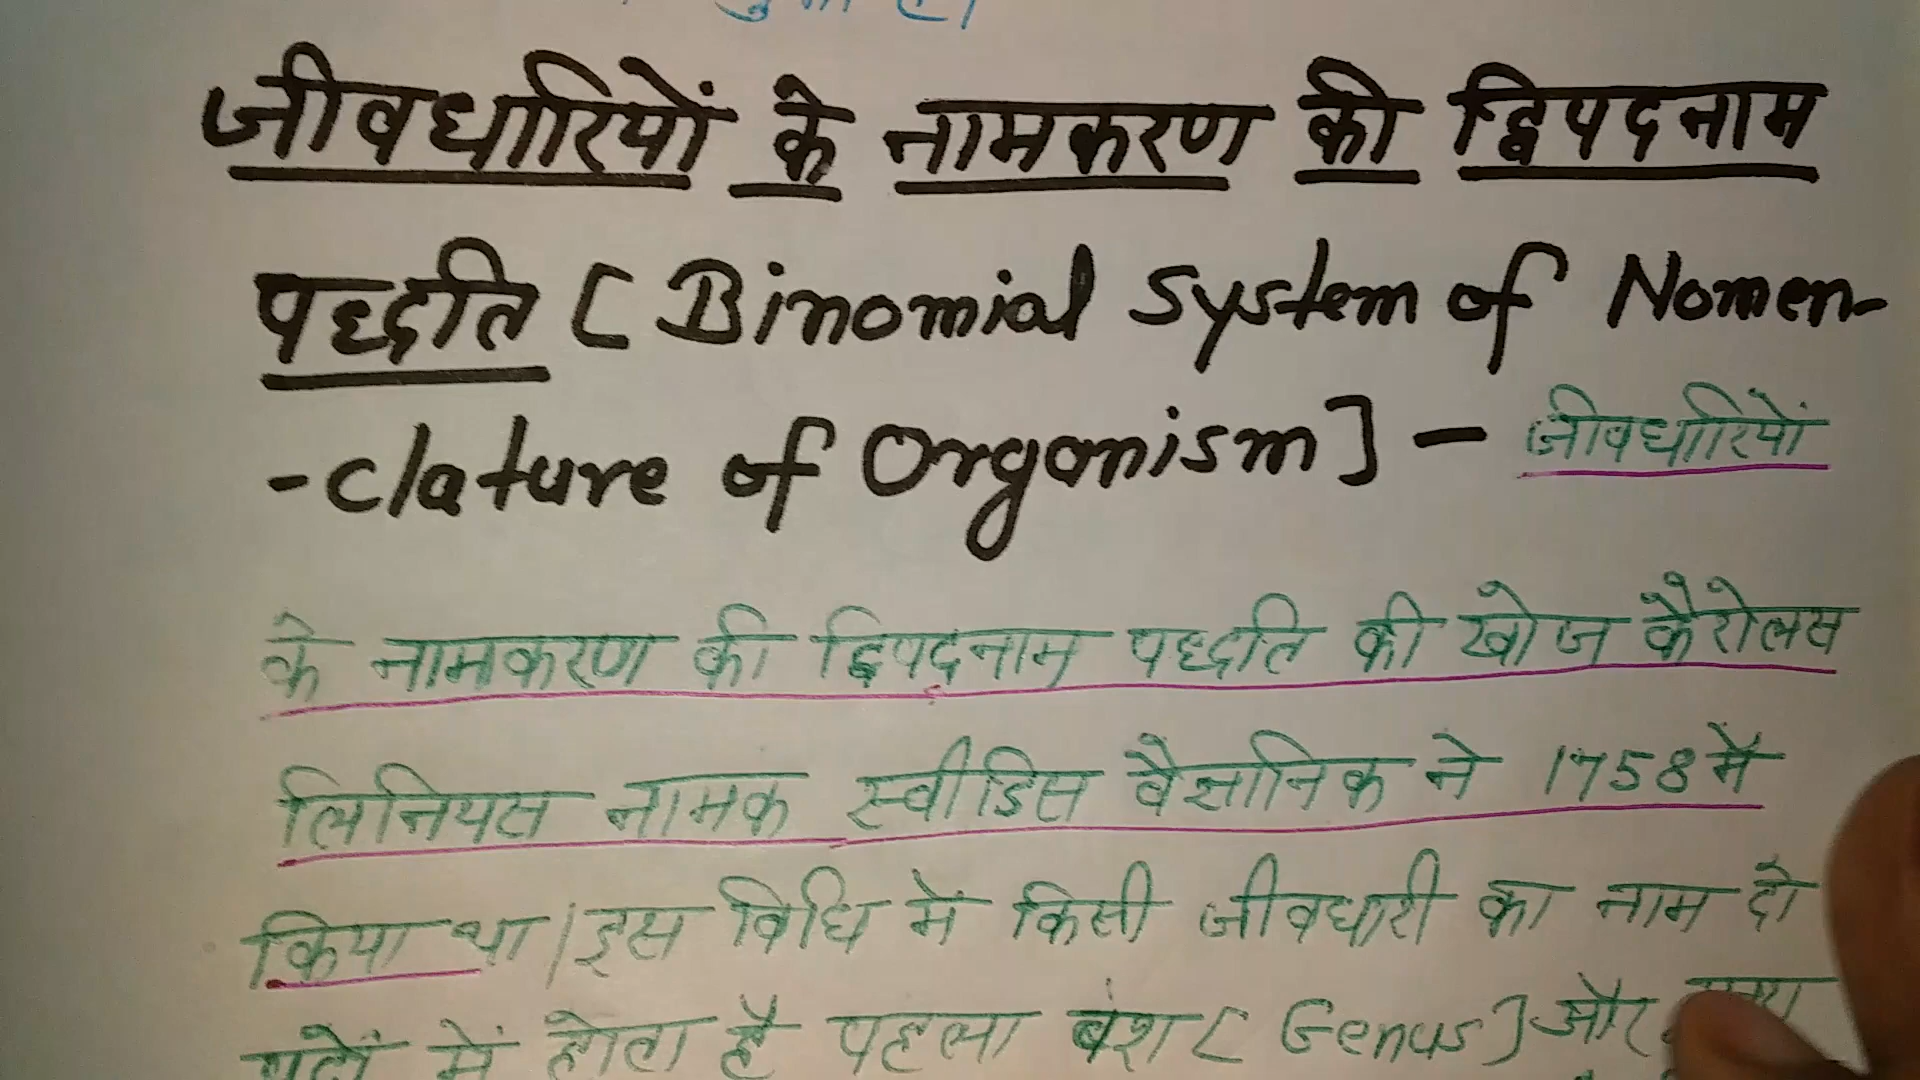 जीवधारियों के नामकरण की द्विपदनाम
पद्धति [Binomial System of Nomen-
-clature of Organism] - जीवधारियों
के नामकरण की द्विपदनाम पद्धति की खोज कैरोलस
लिनियस नामक स्वीडिस वैज्ञानिक ने 1758 में
किया था। इस विधि में किसी जीवधारी का नाम दो
पदों में होता है पहला बंश [Genus] और